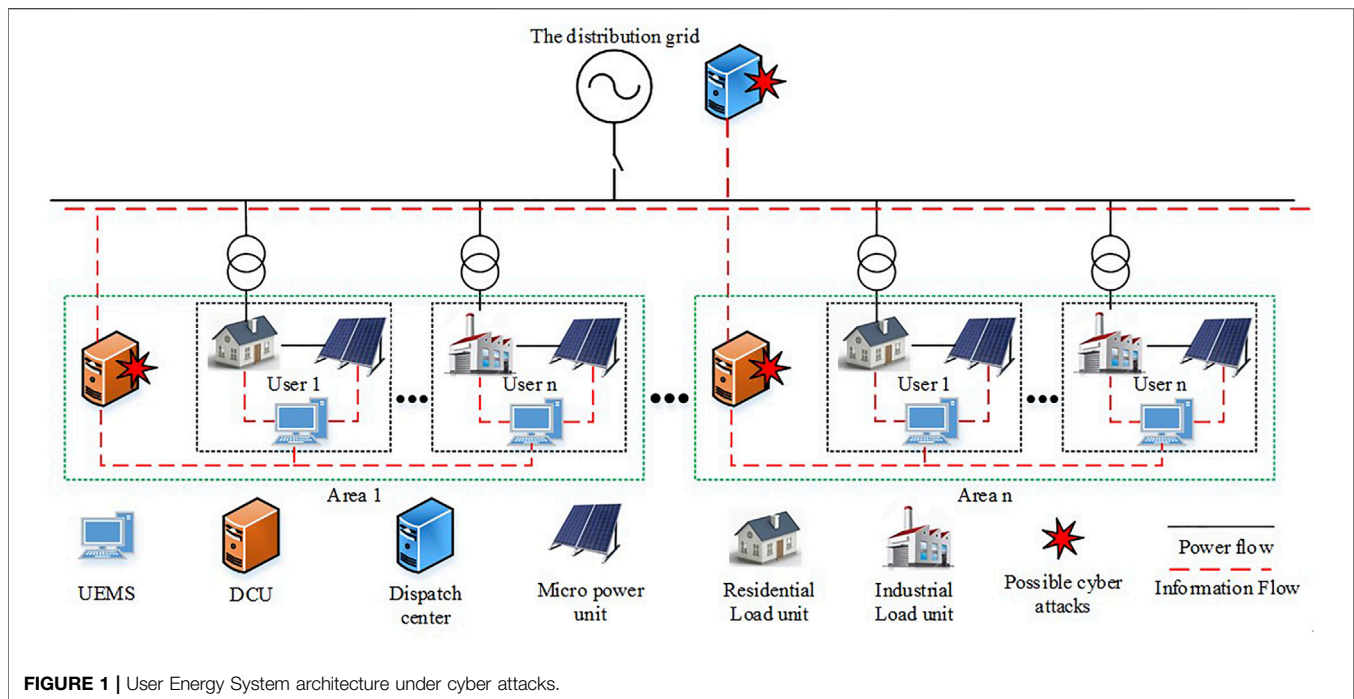 The distribution grid
User 1
User n
User 1
User n
Area 1
Area n
UEMS
DCU
Dispatch
center
Micro power
unit
Residential
Load unit
Industrial
Load unit
Possible cyber
attacks
Power flow
Information Flow
FIGURE 1 | User Energy System architecture under cyber attacks.